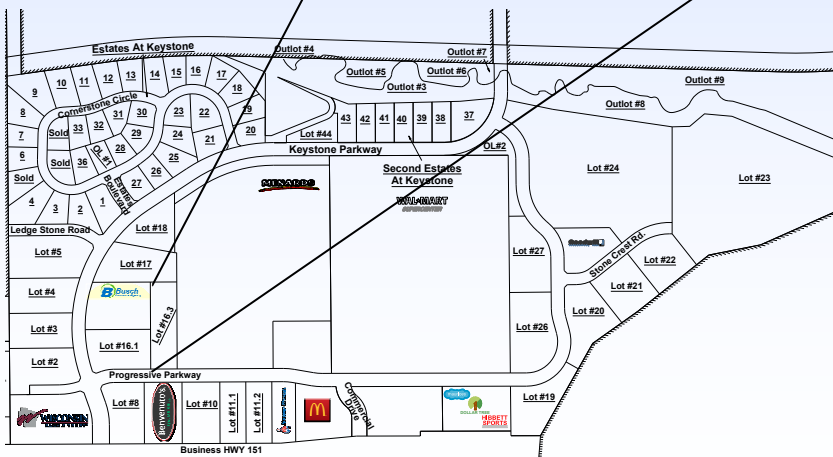 Estates At Keystone
Outlot #4
Outlot #7
Outlot #5
Outlot #6
Outlot #3
Outlot #9
Outlot #8
9
10
11
12
13
14
15
16
17
18
19
20
8
7
6
Sold
4
3
2
1
Cornerstone Circle
Sold
33
32
31
30
29
28
Sold
36
OL #1
23
22
24
21
25
26
27
Estates
Boulevard
Lot #44
43
42
41
40
39
38
37
Keystone Parkway
OL#2
Second Estates
At Keystone
MENARDS
WAL-MART
SUPERCENTER
Lot #24
Lot #23
Ledge Stone Road
Lot #18
Lot #5
Lot #17
Lot #4
Busch
Lot #16.3
Lot #3
Lot #16.1
Lot #2
Lot #27
Goodwill
Stone Crest Rd.
Lot #22
Lot #21
Lot #20
Lot #26
Progressive Parkway
WISCONSIN
Lot #8
Benvenuto's
Lot #10
Lot #11.1
Lot #11.2
Commercial
Drive
DOLLAR TREE
HIBBETT
SPORTS
Lot #19
Business HWY 151